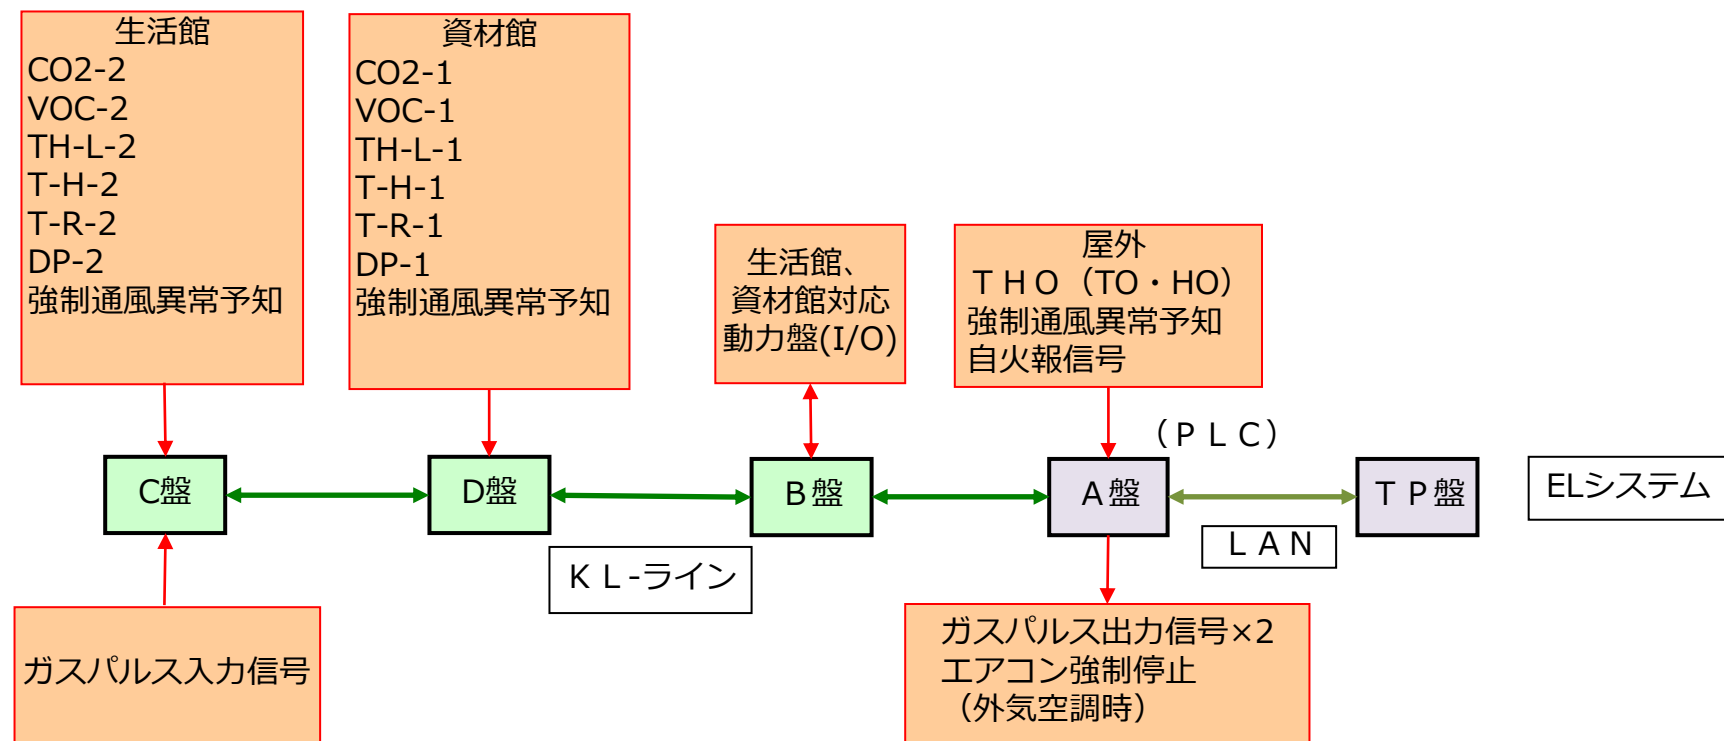 生活館
CO2-2
VOC-2
TH-L-2
T-H-2
T-R-2
DP-2
強制通風異常予知
資材館
CO2-1
VOC-1
TH-L-1
T-H-1
T-R-1
DP-1
強制通風異常予知
生活館、
資材館対応
動力盤(I/O)
屋外
ＴＨＯ（TO・HO）
強制通風異常予知
自火報信号
（ＰＬＣ）
C盤
D盤
Ｂ盤
Ａ盤
ＴＰ盤
ELシステム
ＫＬ-ライン
ＬＡＮ
ガスパルス入力信号
ガスパルス出力信号×2
エアコン強制停止
（外気空調時）